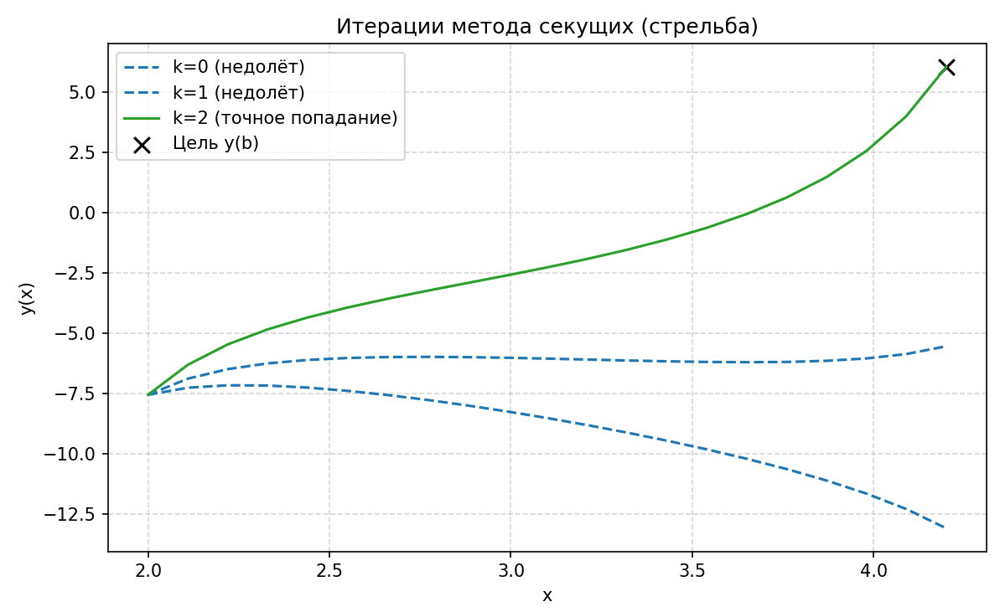 Итерации метода секущих (стрельба)
k=0 (недолёт)
k=1 (недолёт)
k=2 (точное попадание)
Цель y(b)
y(x)
5.0
2.5
0.0
−2.5
−5.0
−7.5
−10.0
−12.5
2.0 2.5 3.0 3.5 4.0
x